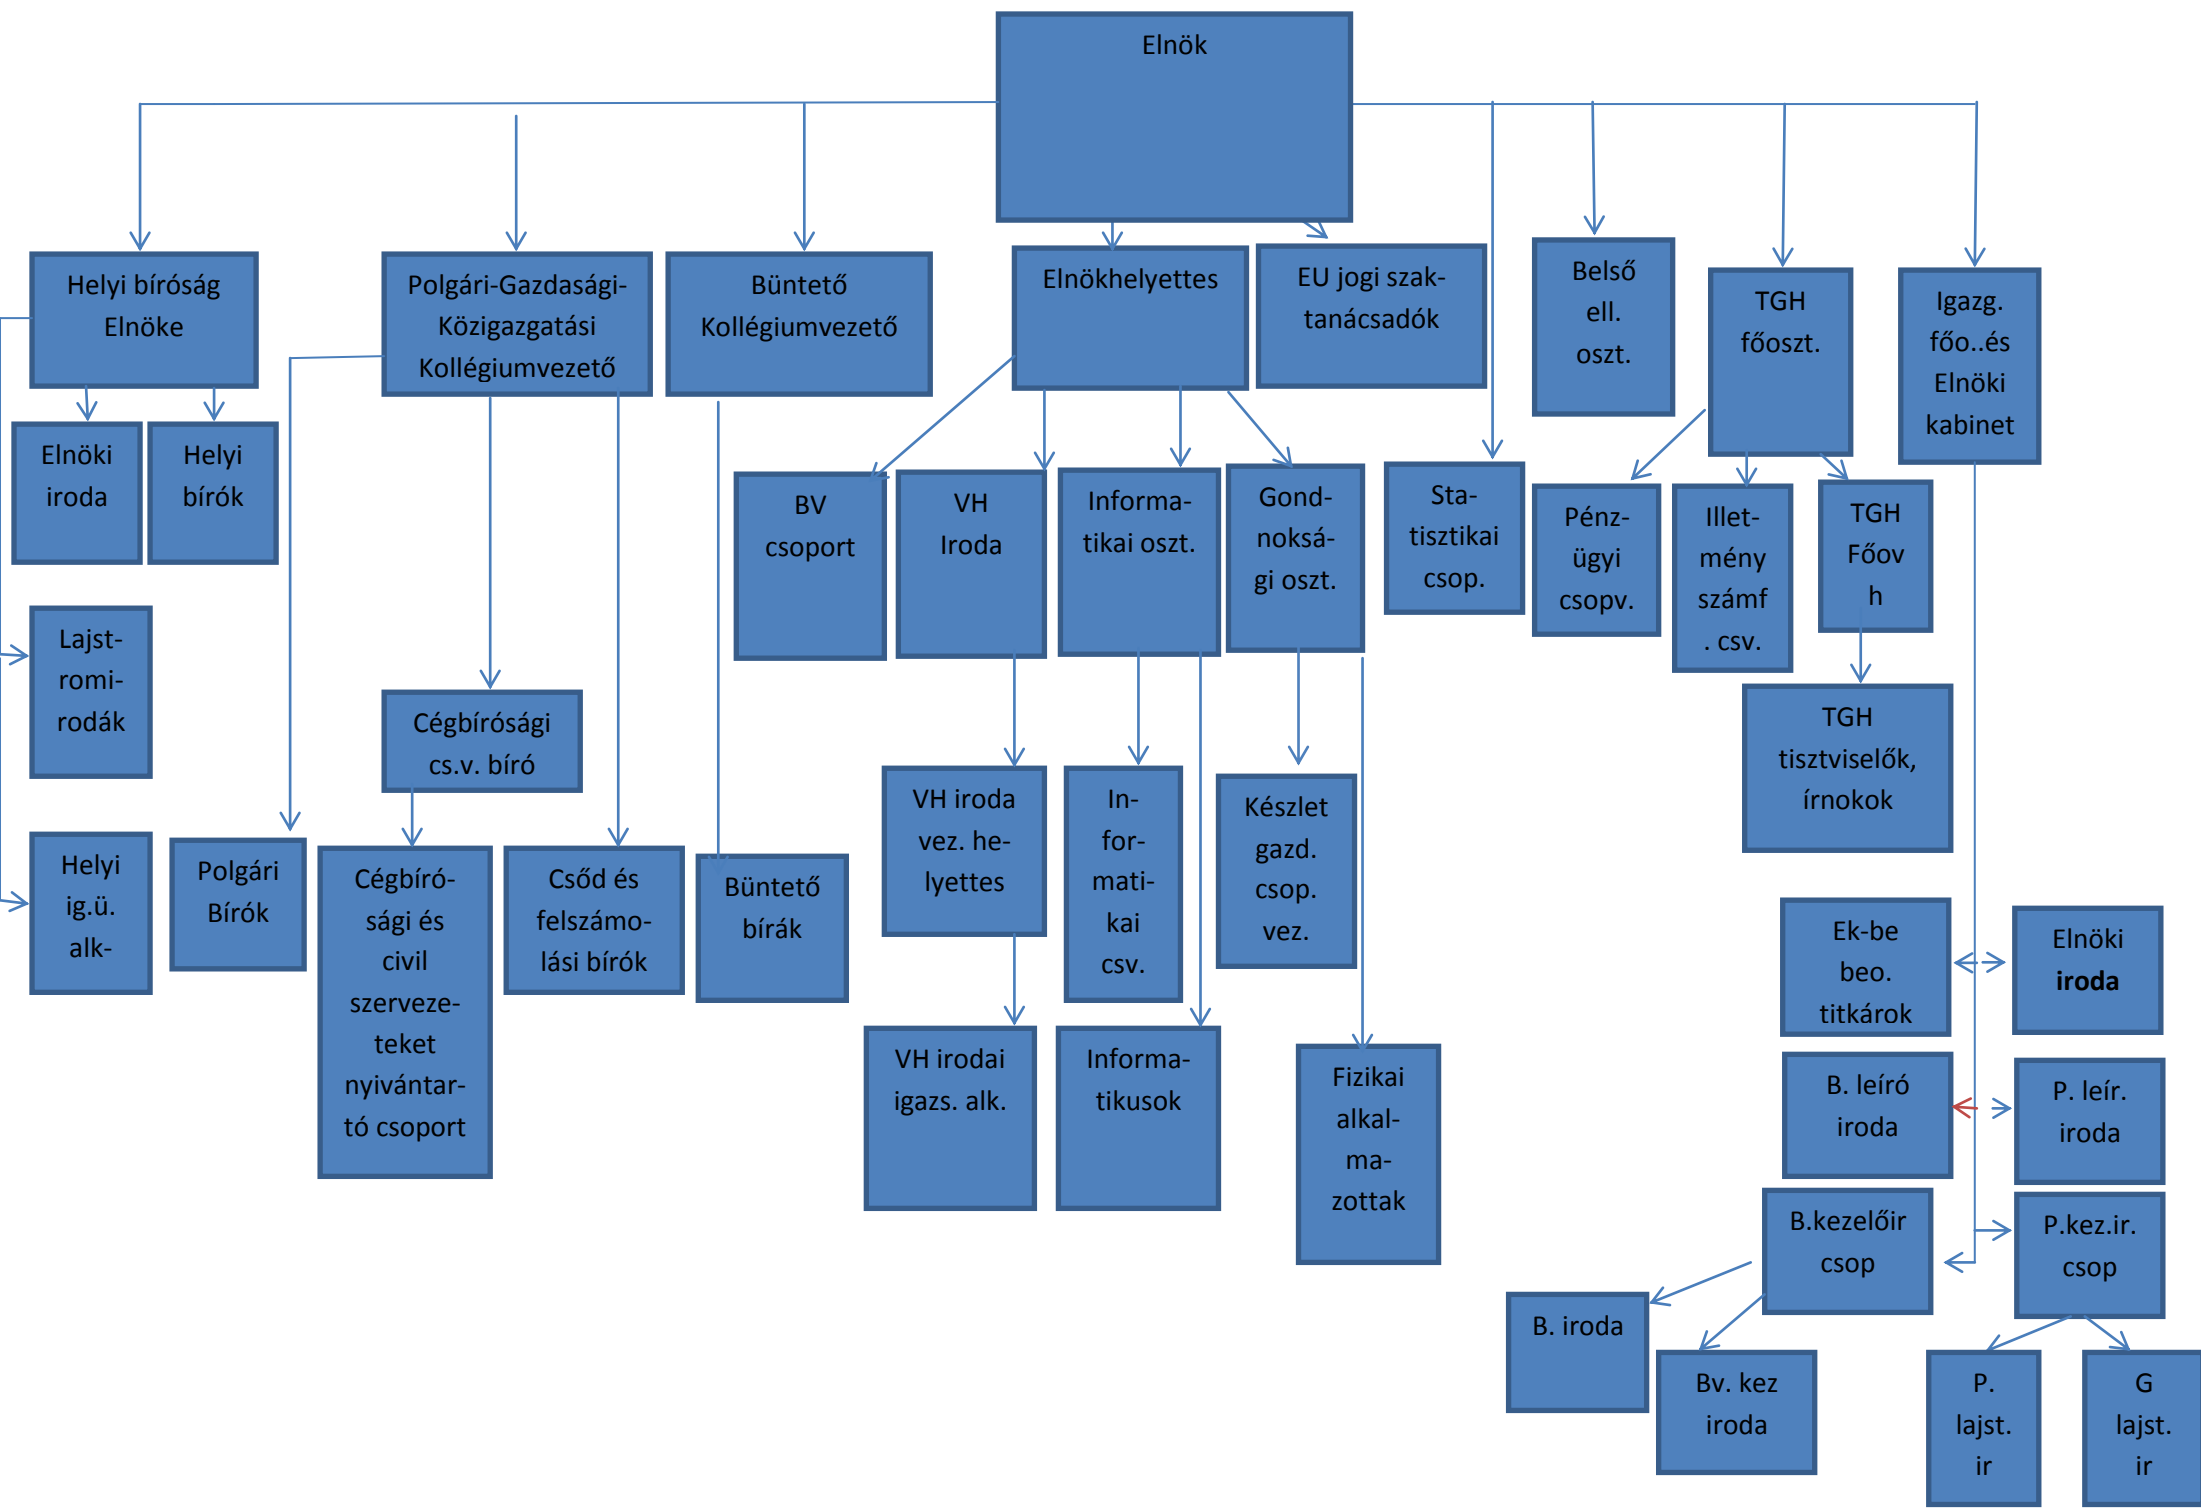 Elnök
Helyi bíróság
Elnöke
Polgári-Gazdasági-
Közigazgatási
Kollégiumvezető
Büntető
Kollégiumvezető
Elnökhelyettes
EU jogi szak-
tanácsadók
Belső
ell.
oszt.
TGH
főoszt.
Igazg.
főo..és
Elnöki
kabinet
Elnöki
iroda
Helyi
bírók
BV
csoport
VH
Iroda
Informa-
tikai oszt.
Gond-
noksá-
gi oszt.
Sta-
tisztikai
csop.
Pénz-
ügyi
csopv.
Illet-
mény
számf
. csv.
TGH
Főov
h
Lajst-
romi-
rodák
Cégbírósági
cs.v. bíró
TGH
tisztviselők,
írnokok
Helyi
ig.ü.
alk-
Polgári
Bírók
Cégbíró-
sági és
civil
szerveze-
teket
nyivántar-
tó csoport
Csőd és
felszámo-
lási bírók
Büntető
bírák
VH iroda
vez. he-
lyettes
In-
for-
mati-
kai
csv.
Készlet
gazd.
csop.
vez.
Ek-be
beo.
titkárok
Elnöki
iroda
VH irodai
igazs. alk.
Informa-
tikusok
Fizikai
alkal-
ma-
zottak
B. leíró
iroda
P. leír.
iroda
B.kezelőir
csop
P.kez.ir.
csop
B. iroda
Bv. kez
iroda
P.
lajst.
ir
G
lajst.
ir